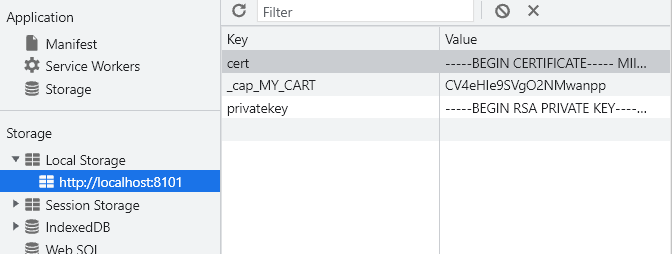 Application
Manifest
Service Workers
Storage
Storage
Local Storage
http://localhost:8101
Session Storage
IndexedDB
Web SQL
Filter
Key Value
cert -----BEGIN CERTIFICATE----- MII...
_cap_MY_CART CV4eHIe9SVgO2NMwanpp
privatekey -----BEGIN RSA PRIVATE KEY----...